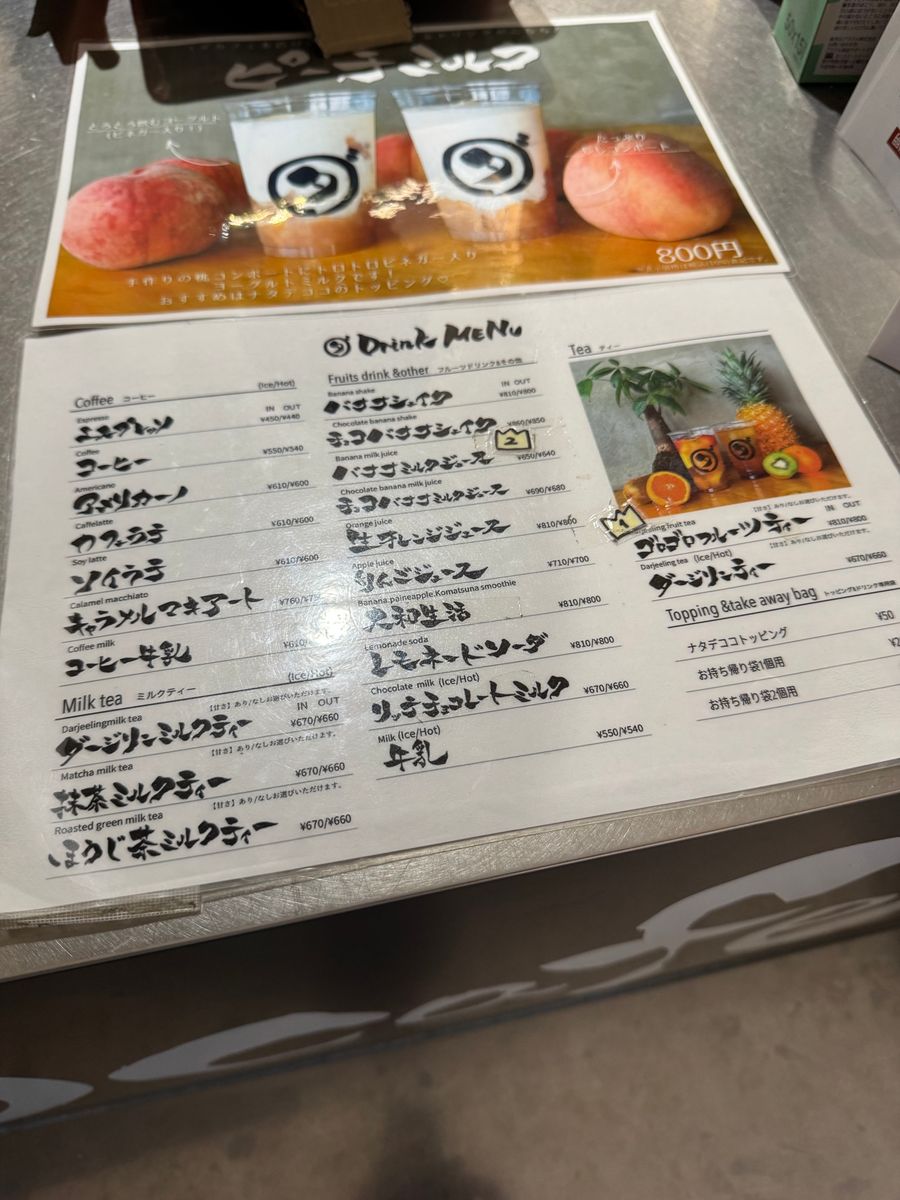 ピーチミルク
とろとろ飲むヨーグルト
(ビネガー入り!)
たっぷり
800円
手作りの桃コンポートにトロトロビネガー入り
ヨーグルトミルクです!
おすすめはナタデココのトッピング♡
Drink MENu
Coffee コーヒー (Ice/Hot)
IN OUT
Espresso
エスプレッソ ¥450/¥440
Coffee
コーヒー ¥550/¥540
Americano
アメリカーノ ¥610/¥600
Caffelatte
カフェラテ ¥610/¥600
Soy latte
ソイラテ ¥610/¥600
Calamel macchiato
キャラメルマキアート ¥760/
Coffee milk
コーヒー牛乳 ¥610/
Milk tea ミルクティー (Ice/Hot)
【甘さ】あり/なしお選びいただけます。
IN OUT
Darjeelingmilk tea
ダージリンミルクティー ¥670/¥660
【甘さ】あり/なしお選びいただけます。
Matcha milk tea
抹茶ミルクティー ¥670/¥660
【甘さ】あり/なしお選びいただけます。
Roasted green milk tea
ほうじ茶ミルクティー ¥670/¥660
Fruits drink &other フルーツドリンク&その他
IN OUT
Banana shake
バナナシェイク ¥810/¥800
Chocolate banana shake
チョコバナナシェイク ¥860/¥850
2
Banana milk juice
バナナミルクジュース ¥650/¥640
Chocolate banana milk juice
チョコバナナミルクジュース ¥690/¥680
Orange juice
生オレンジジュース ¥810/¥800
Apple juice
りんごジュース ¥710/¥700
Banana,paineapple,Komatsuna smoothie
大和生活 ¥810/¥800
Lemonade soda
レモネードソーダ ¥810/¥800
Chocolate milk (Ice/Hot)
リッチチョコレートミルク ¥670/¥660
Milk (Ice/Hot)
牛乳 ¥550/¥540
Tea ティー
【甘さ】あり/なしお選びいただけます。
IN OUT
1
fruit tea
ゴロゴロフルーツティー ¥810/¥800
【甘さ】あり/なしお選びいただけます。
Darjeeling tea (Ice/Hot)
ダージリンティー ¥670/¥660
Topping &take away bag
ナタデココトッピング ¥50
お持ち帰り袋1個用
お持ち帰り袋2個用